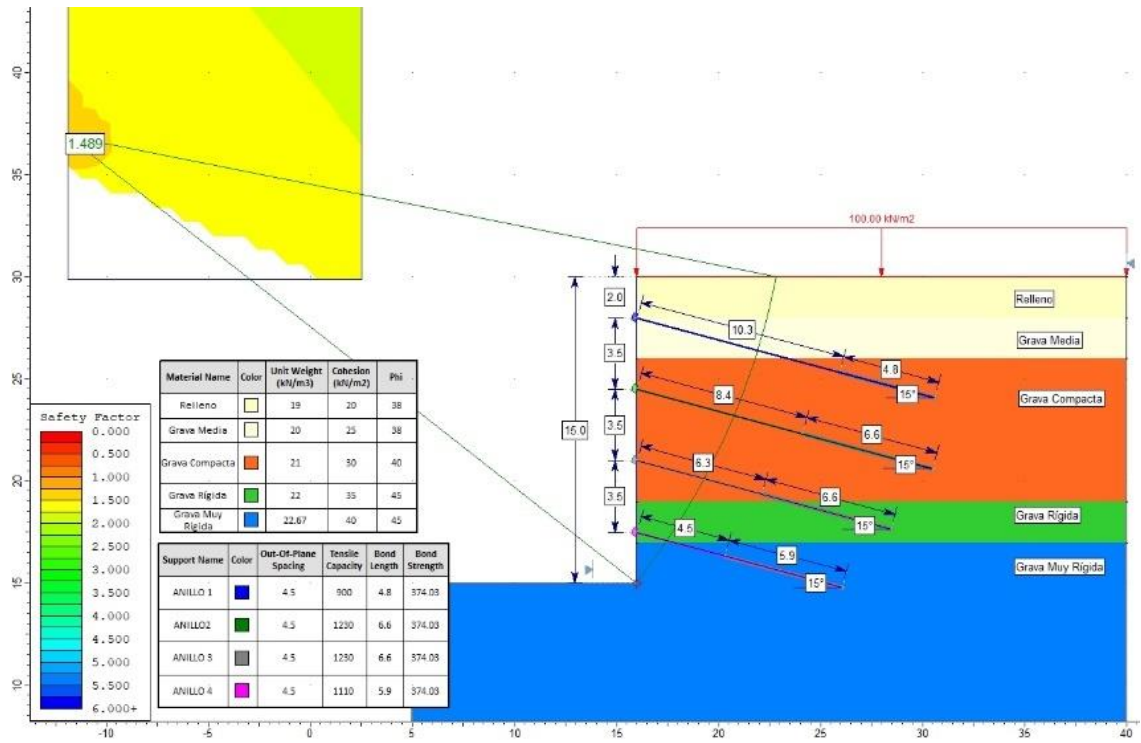 40
35
30
25
20
15
10
1.489
100.00 kN/m2
Relleno
Grava Media
Grava Compacta
Grava Rígida
Grava Muy Rígida
2.0
3.5
3.5
3.5
15.0
10.3
4.8
15°
8.4
6.6
15°
6.3
6.6
15°
4.5
5.9
15°
Material Name Color Unit Weight (kN/m3) Cohesion (kN/m2) Phi
Relleno 19 20 38
Grava Media 20 25 38
Grava Compacta 21 30 40
Grava Rígida 22 35 45
Grava Muy Rígida 22.67 40 45
Support Name Color Out-Of-Plane Spacing Tensile Capacity Bond Length Bond Strength
ANILLO 1 4.5 900 4.8 374.03
ANILLO2 4.5 1230 6.6 374.03
ANILLO 3 4.5 1230 6.6 374.03
ANILLO 4 4.5 1110 5.9 374.03
Safety Factor
0.000
0.500
1.000
1.500
2.000
2.500
3.000
3.500
4.000
4.500
5.000
5.500
6.000+
-10 -5 0 5 10 15 20 25 30 35 40